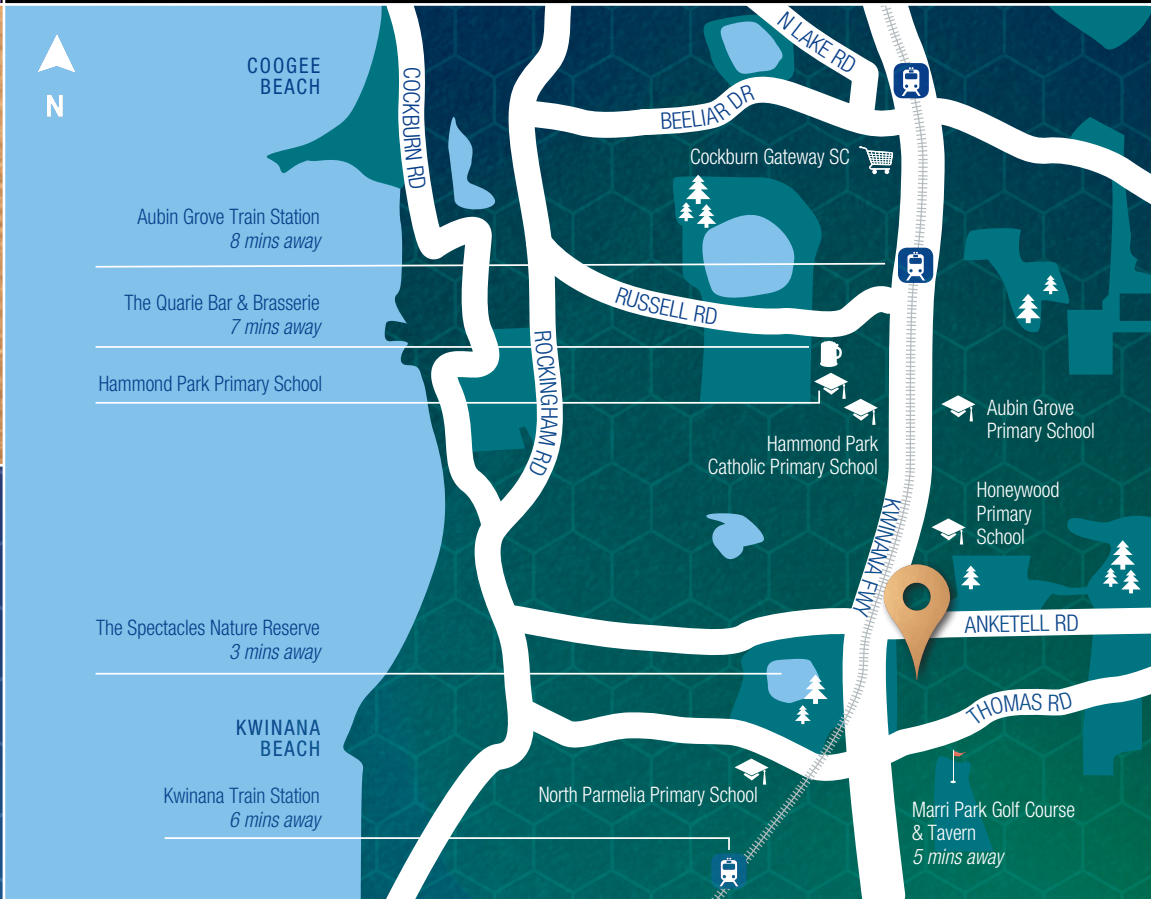 N
COOGEE
BEACH
COCKBURN RD
N LAKE RD
BEELIAR DR
Cockburn Gateway SC
Aubin Grove Train Station
8 mins away
The Quarie Bar & Brasserie
7 mins away
RUSSELL RD
ROCKINGHAM RD
Hammond Park Primary School
Hammond Park
Catholic Primary School
Aubin Grove
Primary School
Honeywood
Primary
School
KWINANA FWY
ANKETELL RD
The Spectacles Nature Reserve
3 mins away
THOMAS RD
KWINANA
BEACH
Kwinana Train Station
6 mins away
North Parmelia Primary School
Marri Park Golf Course
& Tavern
5 mins away